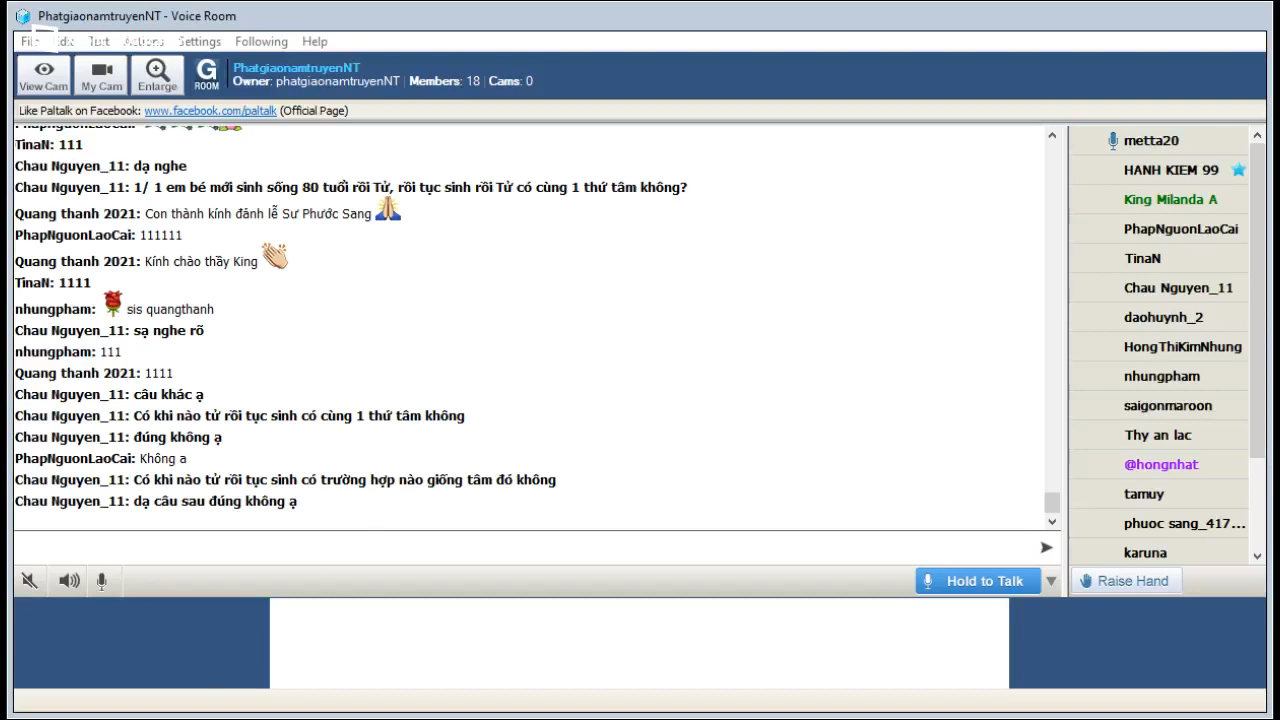 PhatgiaonamtruyenNT - Voice Room
Text Actions Settings Following Help
View Cam
My Cam
Enlarge
G ROOM
PhatgiaonamtruyenNT
Owner: phatgiaonamtruyenNT | Members: 18 | Cams: 0
Like Paltalk on Facebook: www.facebook.com/paltalk (Official Page)
PhapNguonLaoCai:
TinaN: 111
Chau Nguyen_11: dạ nghe
Chau Nguyen_11: 1/ 1 em bé mới sinh sống 80 tuổi rồi Tử, rồi tục sinh rồi Tử có cùng 1 thứ tâm không?
Quang thanh 2021: Con thành kính đảnh lễ Sư Phước Sang
PhapNguonLaoCai: 111111
Quang thanh 2021: Kính chào thầy King
TinaN: 1111
nhungpham: sis quangthanh
Chau Nguyen_11: sạ nghe rõ
nhungpham: 111
Quang thanh 2021: 1111
Chau Nguyen_11: câu khác ạ
Chau Nguyen_11: Có khi nào tử rồi tục sinh có cùng 1 thứ tâm không
Chau Nguyen_11: đúng không ạ
PhapNguonLaoCai: Không a
Chau Nguyen_11: Có khi nào tử rồi tục sinh có trường hợp nào giống tâm đó không
Chau Nguyen_11: dạ câu sau đúng không ạ
Hold to Talk
metta20
HANH KIEM 99
King Milanda A
PhapNguonLaoCai
TinaN
Chau Nguyen_11
daohuynh_2
HongThiKimNhung
nhungpham
saigonmaroon
Thy an lac
@hongnhat
tamuy
phuoc sang_417...
karuna
Raise Hand